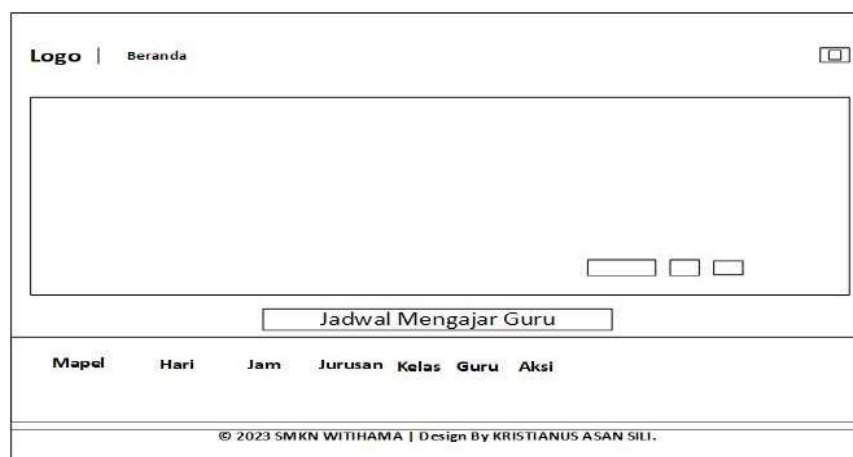 Logo | Beranda
Jadwal Mengajar Guru
Mapel Hari Jam Jurusan Kelas Guru Aksi
© 2023 SMKN WITIHAMA | Design By KRISTIANUS ASAN SILI.